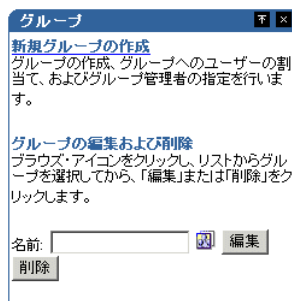 グループ
新規グループの作成
グループの作成、グループへのユーザーの割
当て、およびグループ管理者の指定を行いま
す。
グループの編集および削除
ブラウズ・アイコンをクリックし、リストからグル
ープを選択してから、「編集」または「削除」をク
リックします。
名前: 編集
削除